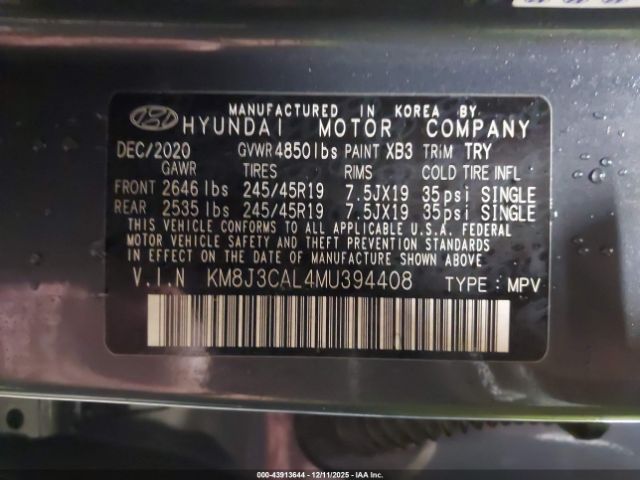 MANUFACTURED IN KOREA BY
HYUNDAI MOTOR COMPANY
DEC/2020 GVWR 4850lbs PAINT XB3 TRIM TRY
GAWR TIRES RIMS COLD TIRE INFL
FRONT 2646 lbs 245/45R19 7.5JX19 35psi SINGLE
REAR 2535 lbs 245/45R19 7.5JX19 35psi SINGLE
THIS VEHICLE CONFORMS TO ALL APPLICABLE U.S.A. FEDERAL
MOTOR VEHICLE SAFETY, BUMPER, AND THEFT PREVENTION STANDARDS
IN EFFECT ON THE DATE OF MANUFACTURE SHOWN ABOVE.
V.I.N KM8J3CAL4MU394408 TYPE: MPV
000-43913644 - 12/11/2025 - IAA Inc.